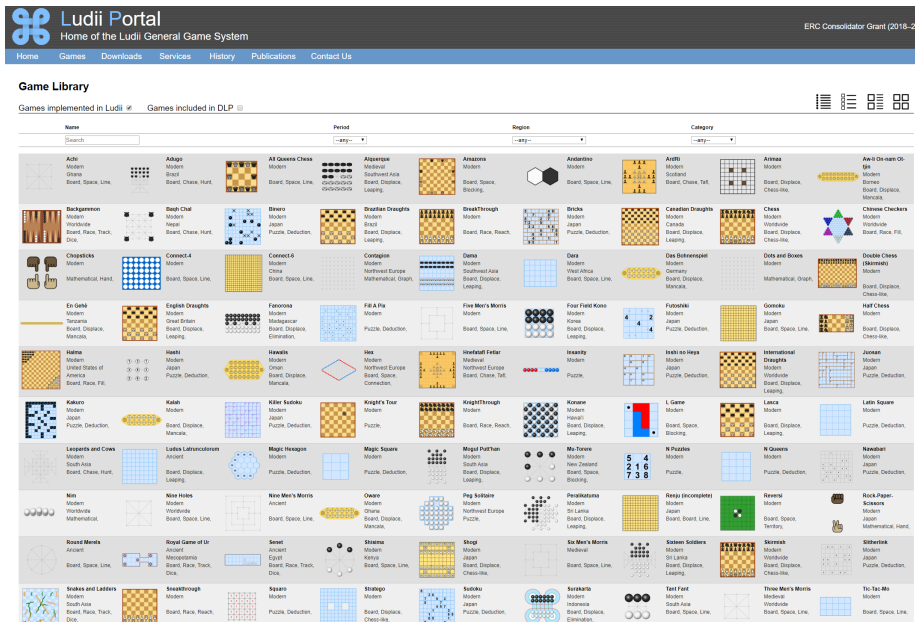 Ludii Portal
Home of the Ludii General Game System
ERC Consolidator Grant (2018–2
Home Games Downloads Services History Publications Contact Us
Game Library
Games implemented in Ludii Games included in DLP
Name Period Region Category
Search --any-- --any-- --any--
Achi
Modern
Ghana
Board, Space, Line,
Adugo
Modern
Brazil
Board, Chase, Hunt,
All Queens Chess
Modern
Board, Space, Line,
Alquerque
Medieval
Southwest Asia
Board, Displace,
Leaping,
Amazons
Modern
Board, Space,
Blocking,
Andantino
Modern
Board, Space, Line,
ArdRi
Modern
Scotland
Board, Chase, Tafl,
Arimaa
Modern
Board, Displace,
Chess-like,
Aw-li On-nam Ot-
tjin
Modern
Borneo
Board, Displace,
Mancala,
Backgammon
Modern
Worldwide
Board, Race, Track,
Dice,
Bagh Chal
Modern
Nepal
Board, Chase, Hunt,
Binero
Modern
Japan
Puzzle, Deduction,
Brazilian Draughts
Modern
Brazil
Board, Displace,
Leaping,
BreakThrough
Modern
Board, Race, Reach,
Bricks
Modern
Japan
Puzzle, Deduction,
Canadian Draughts
Modern
Canada
Board, Displace,
Leaping,
Chess
Modern
Worldwide
Board, Displace,
Chess-like,
Chinese Checkers
Modern
Worldwide
Board, Race, Fill,
Chopsticks
Modern
Mathematical, Hand,
Connect-4
Modern
Board, Space, Line,
Connect-6
Modern
China
Board, Space, Line,
Contagion
Modern
Northwest Europe
Mathematical, Graph,
Dama
Modern
Southwest Asia
Board, Displace,
Leaping,
Dara
Modern
West Africa
Board, Space, Line,
Das Bohnenspiel
Modern
Germany
Board, Displace,
Mancala,
Dots and Boxes
Modern
Mathematical, Graph,
Double Chess
(Skirmish)
Modern
Board, Displace,
Chess-like,
En Gehé
Modern
Tanzania
Board, Displace,
Mancala,
English Draughts
Modern
Great Britain
Board, Displace,
Leaping,
Fanorona
Modern
Madagascar
Board, Displace,
Elimination,
Fill A Pix
Modern
Puzzle, Deduction,
Five Men's Morris
Modern
Board, Space, Line,
Four Field Kono
Modern
Korea
Board, Displace,
Leaping,
Futoshiki
Modern
Japan
Puzzle, Deduction,
Gomoku
Modern
Japan
Board, Space, Line,
Half Chess
Modern
Board, Displace,
Chess-like,
Halma
Modern
United States of
America
Board, Race, Fill,
Hashi
Modern
Japan
Puzzle, Deduction,
Hawalis
Modern
Oman
Board, Displace,
Mancala,
Hex
Modern
Northwest Europe
Board, Space,
Connection,
Hnefatafl Fetlar
Medieval
Northwest Europe
Board, Chase, Tafl,
Insanity
Modern
Puzzle,
Inshi no Heya
Modern
Japan
Puzzle, Deduction,
International
Draughts
Modern
Worldwide
Board, Displace,
Leaping,
Juosan
Modern
Japan
Puzzle, Deduction,
Kakuro
Modern
Japan
Puzzle, Deduction,
Kalah
Modern
Board, Displace,
Mancala,
Killer Sudoku
Modern
Japan
Puzzle, Deduction,
Knight's Tour
Modern
Puzzle,
KnightThrough
Modern
Board, Race, Reach,
Konane
Modern
Hawaii
Board, Displace,
Leaping,
L Game
Modern
Board, Space,
Blocking,
Lasca
Modern
Board, Displace,
Leaping,
Latin Square
Modern
Puzzle, Deduction,
Leopards and Cows
Modern
South Asia
Board, Chase, Hunt,
Ludus Latrunculorum
Ancient
Board, Displace,
Leaping,
Magic Hexagon
Modern
Puzzle, Deduction,
Magic Square
Modern
Puzzle, Deduction,
Mogul Putt'han
Modern
South Asia
Board, Displace,
Leaping,
Mu-Torere
Modern
New Zealand
Board, Space,
Blocking,
N Puzzles
Modern
Puzzle,
N Queens
Modern
Puzzle, Deduction,
Nawabari
Modern
Japan
Puzzle, Deduction,
Nim
Modern
Worldwide
Mathematical,
Nine Holes
Modern
Worldwide
Board, Space, Line,
Nine Men's Morris
Ancient
Board, Space, Line,
Oware
Modern
Ghana
Board, Displace,
Mancala,
Peg Solitaire
Modern
Northwest Europe
Puzzle,
Peralikatuma
Modern
Sri Lanka
Board, Displace,
Leaping,
Renju (incomplete)
Modern
Japan
Board, Board, Line,
Reversi
Modern
Board, Space,
Territory,
Rock-Paper-
Scissors
Modern
Japan
Mathematical, Hand,
Round Merels
Ancient
Board, Space, Line,
Royal Game of Ur
Ancient
Mesopotamia
Board, Race, Track,
Dice,
Senet
Ancient
Egypt
Board, Race, Track,
Dice,
Shisima
Modern
Kenya
Board, Space, Line,
Shogi
Modern
Japan
Board, Displace,
Chess-like,
Six Men's Morris
Medieval
Board, Space, Line,
Sixteen Soldiers
Modern
Sri Lanka
Board, Displace,
Leaping,
Skirmish
Modern
Worldwide
Board, Displace,
Chess-like,
Slitherlink
Modern
Japan
Puzzle, Deduction,
Snakes and Ladders
Modern
South Asia
Board, Race, Track,
Dice,
Sneakthrough
Modern
Board, Race, Reach,
Square
Modern
Puzzle, Deduction,
Stratego
Modern
Board, Displace,
Chess-like,
Sudoku
Modern
Japan
Puzzle, Deduction,
Surakarta
Modern
Indonesia
Board, Displace,
Elimination,
Tant Fant
Modern
South Asia
Board, Space, Line,
Three Men's Morris
Medieval
Worldwide
Board, Space, Line,
Tic-Tac-Mo
Modern
Board, Space, Line,